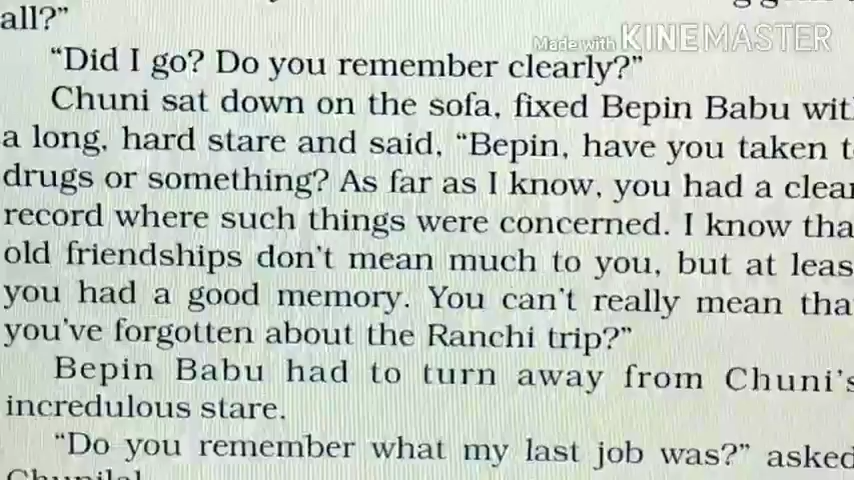 all?"
Made with KINEMASTER
"Did I go? Do you remember clearly?"
Chuni sat down on the sofa, fixed Bepin Babu wit
a long, hard stare and said, "Bepin, have you taken t
drugs or something? As far as I know, you had a clear
record where such things were concerned. I know tha
old friendships don't mean much to you, but at leas
you had a good memory. You can't really mean tha
you've forgotten about the Ranchi trip?"
Bepin Babu had to turn away from Chuni's
incredulous stare.
"Do you remember what my last job was?" asked
Chunilal